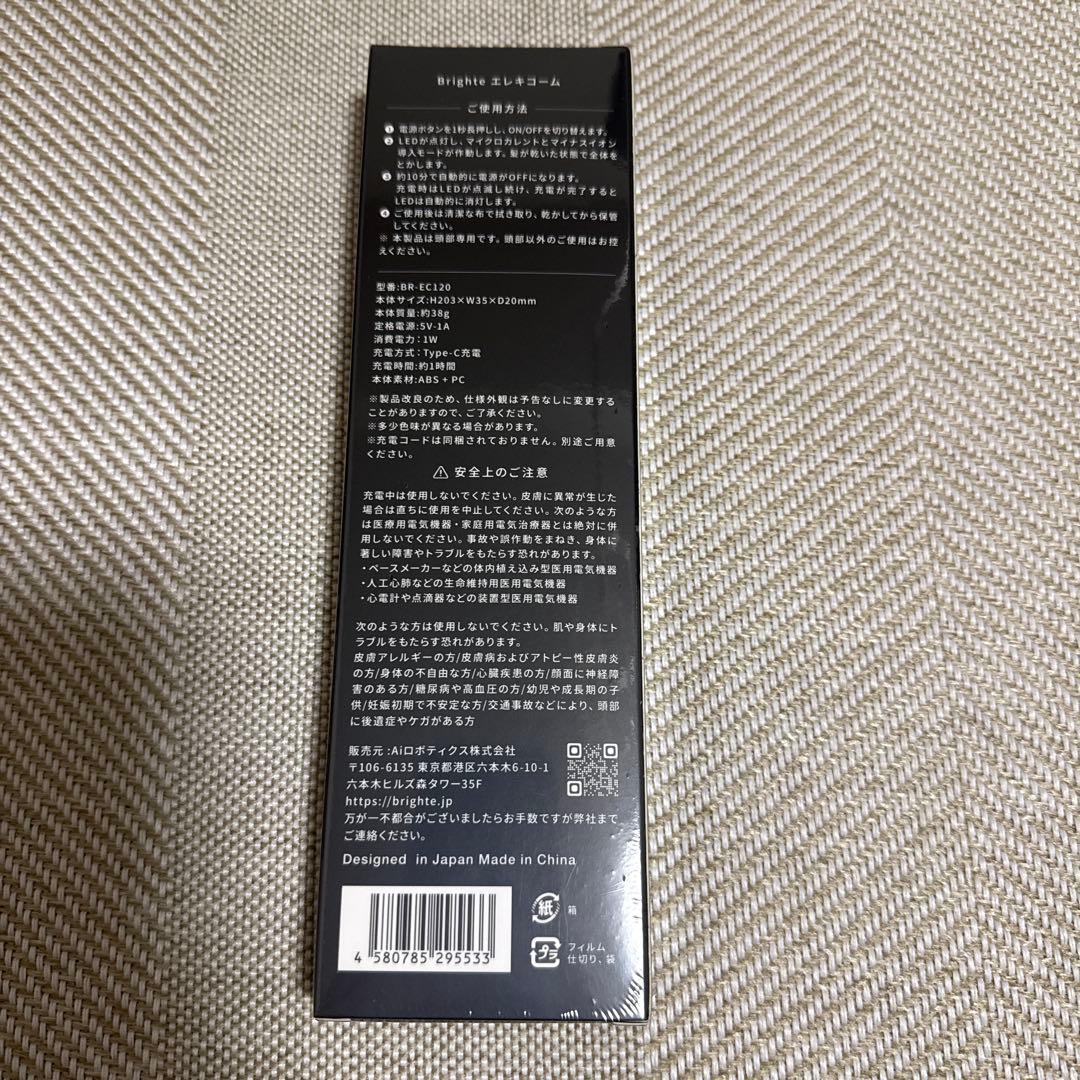 Brighte エレキコーム
ご使用方法
❶ 電源ボタンを1秒長押しし、ON/OFFを切り替えます。
❷ LEDが点灯し、マイクロカレントとマイナスイオン
導入モードが作動します。髪が乾いた状態で全体を
とかします。
❸ 約10分で自動的に電源がOFFになります。
充電時はLEDが点滅し続け、充電が完了すると
LEDは自動的に消灯します。
❹ ご使用後は清潔な布で拭き取り、乾かしてから保管
してください。
※ 本製品は頭部専用です。頭部以外のご使用はお控
えください。
型番:BR-EC120
本体サイズ:H203×W35×D20mm
本体質量:約38g
定格電源:5V-1A
消費電力:1W
充電方式:Type-C充電
充電時間:約1時間
本体素材:ABS+PC
※製品改良のため、仕様外観は予告なしに変更する
ことがありますので、ご了承ください。
※多少色味が異なる場合があります。
※充電コードは同梱されておりません。別途ご用意
ください。
⚠ 安全上のご注意
充電中は使用しないでください。皮膚に異常が生じた
場合は直ちに使用を中止してください。次のような方
は医療用電気機器・家庭用電気治療器とは絶対に併
用しないでください。事故や誤作動をまねき、身体に
著しい障害やトラブルをもたらす恐れがあります。
・ペースメーカーなどの体内植え込み型医用電気機器
・人工心肺などの生命維持用医用電気機器
・心電計や点滴器などの装置型医用電気機器
次のような方は使用しないでください。肌や身体にト
ラブルをもたらす恐れがあります。
皮膚アレルギーの方/皮膚病およびアトピー性皮膚炎
の方/身体の不自由な方/心臓疾患の方/顔面に神経障
害のある方/糖尿病や高血圧の方/幼児や成長期の子
供/妊娠初期で不安定な方/交通事故などにより、頭部
に後遺症やケガがある方
販売元:Aiロボティクス株式会社
〒106-6135 東京都港区六本木6-10-1
六本木ヒルズ森タワー35F
https://brighte.jp
万が一不都合がございましたらお手数ですが弊社まで
ご連絡ください。
Designed in Japan Made in China
4 580785 295533
紙 箱
プラ フィルム
仕切り、袋